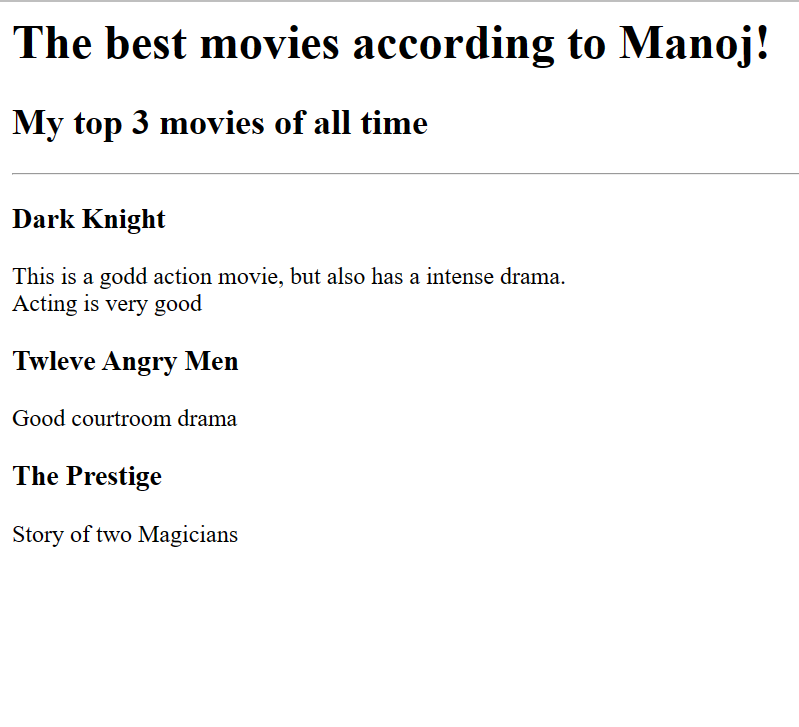 The best movies according to Manoj!
My top 3 movies of all time
Dark Knight
This is a godd action movie, but also has a intense drama.
Acting is very good
Twleve Angry Men
Good courtroom drama
The Prestige
Story of two Magicians